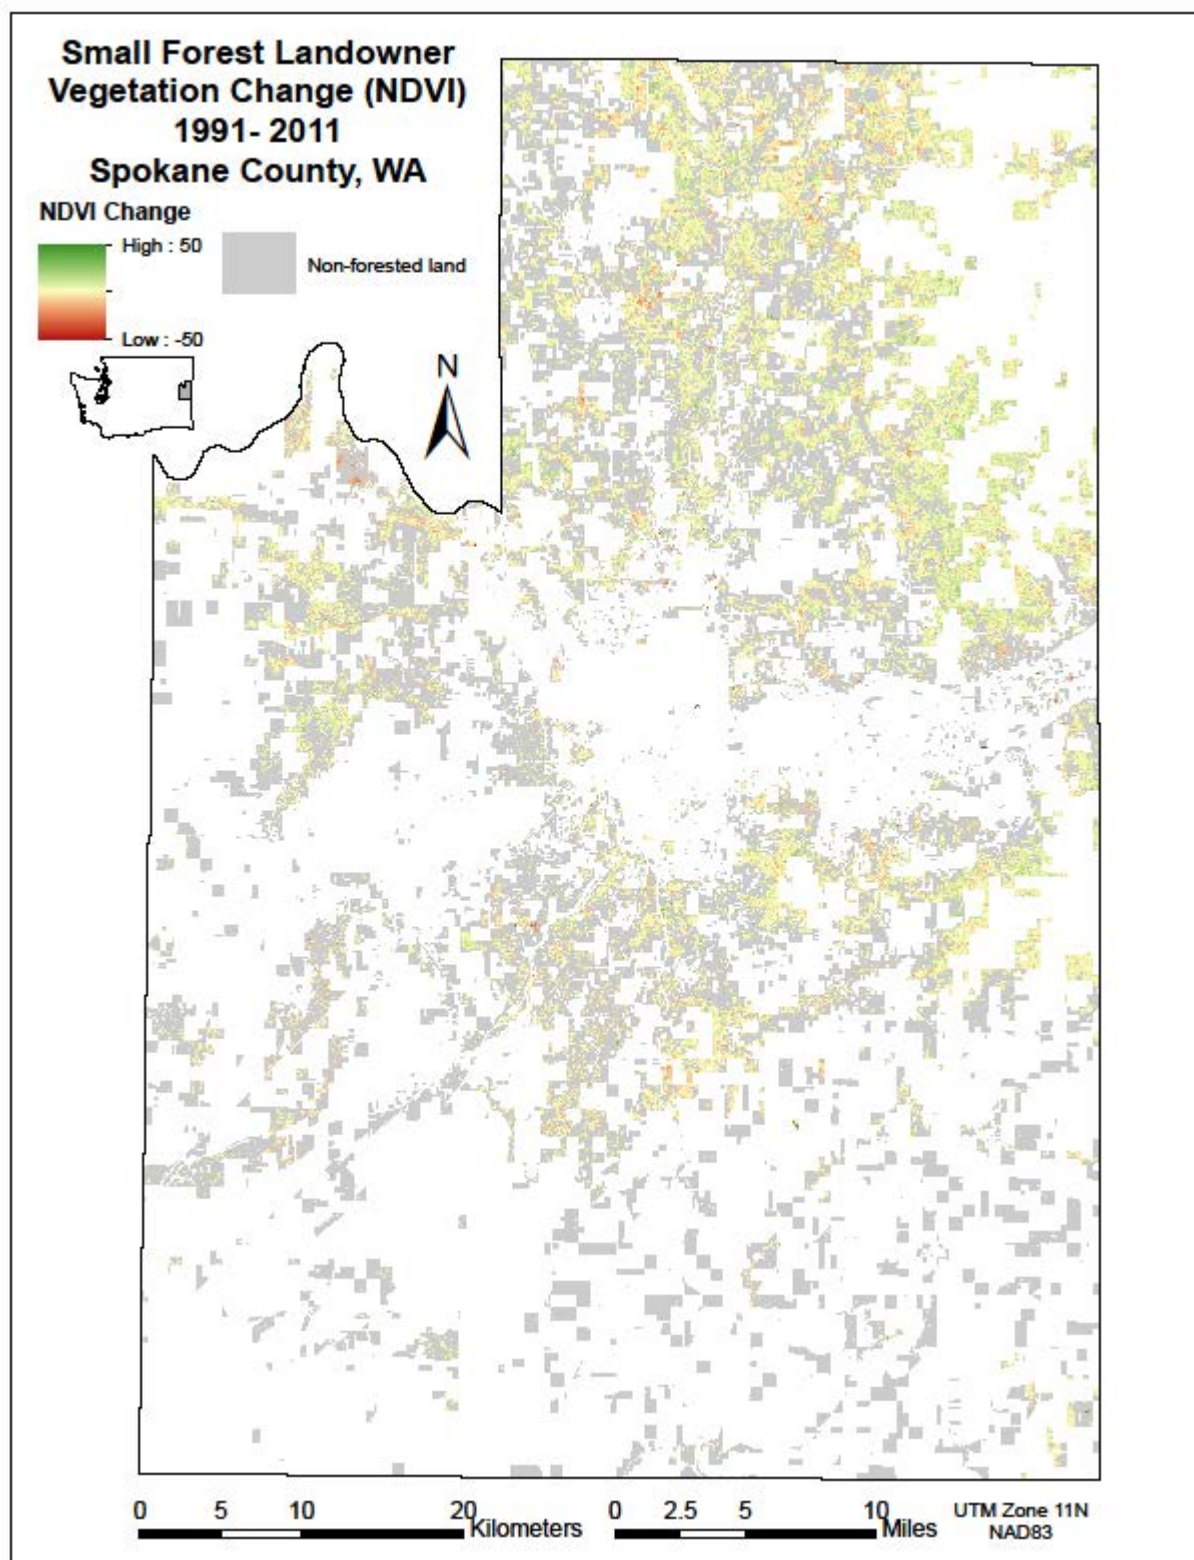 Small Forest Landowner
Vegetation Change (NDVI)
1991- 2011
Spokane County, WA
NDVI Change
High : 50
Non-forested land
Low : -50
N
0 5 10 20 Kilometers
0 2.5 5 10 Miles
UTM Zone 11N
NAD83